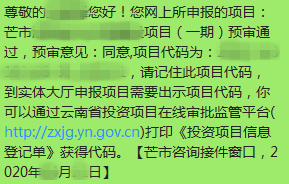 尊敬的 您好！您网上所申报的项目：
芒市 项目（一期）预审通
过，预审意见：同意,项目代码为：
，请记住此项目代码，
到实体大厅申报项目需要出示项目代码，你
可以通过云南省投资项目在线审批监管平台(
http://zxjg.yn.gov.cn)打印《投资项目信息
登记单》获得代码。【芒市咨询接件窗口，2
020年 月 日】